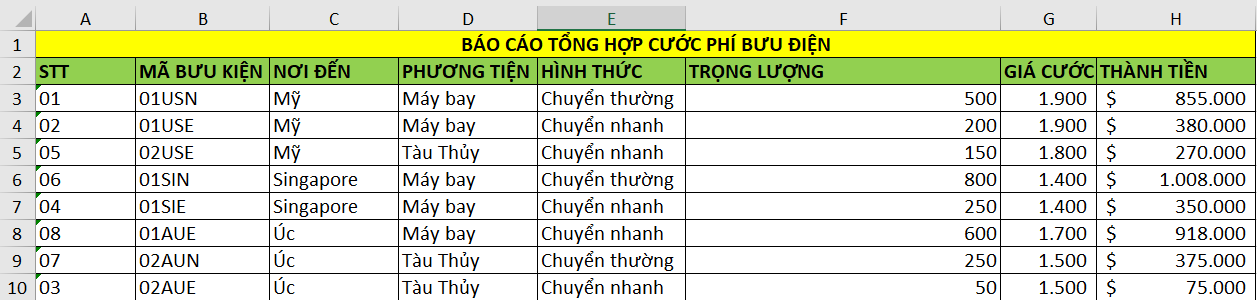 A B C D E F G H
1 BÁO CÁO TỔNG HỢP CƯỚC PHÍ BƯU ĐIỆN
2 STT MÃ BƯU KIỆN NƠI ĐẾN PHƯƠNG TIỆN HÌNH THỨC TRỌNG LƯỢNG GIÁ CƯỚC THÀNH TIỀN
3 01 01USN Mỹ Máy bay Chuyển thường 500 1.900 $ 855.000
4 02 01USE Mỹ Máy bay Chuyển nhanh 200 1.900 $ 380.000
5 05 02USE Mỹ Tàu Thủy Chuyển nhanh 150 1.800 $ 270.000
6 06 01SIN Singapore Máy bay Chuyển thường 800 1.400 $ 1.008.000
7 04 01SIE Singapore Máy bay Chuyển nhanh 250 1.400 $ 350.000
8 08 01AUE Úc Máy bay Chuyển nhanh 600 1.700 $ 918.000
9 07 02AUN Úc Tàu Thủy Chuyển thường 250 1.500 $ 375.000
10 03 02AUE Úc Tàu Thủy Chuyển nhanh 50 1.500 $ 75.000